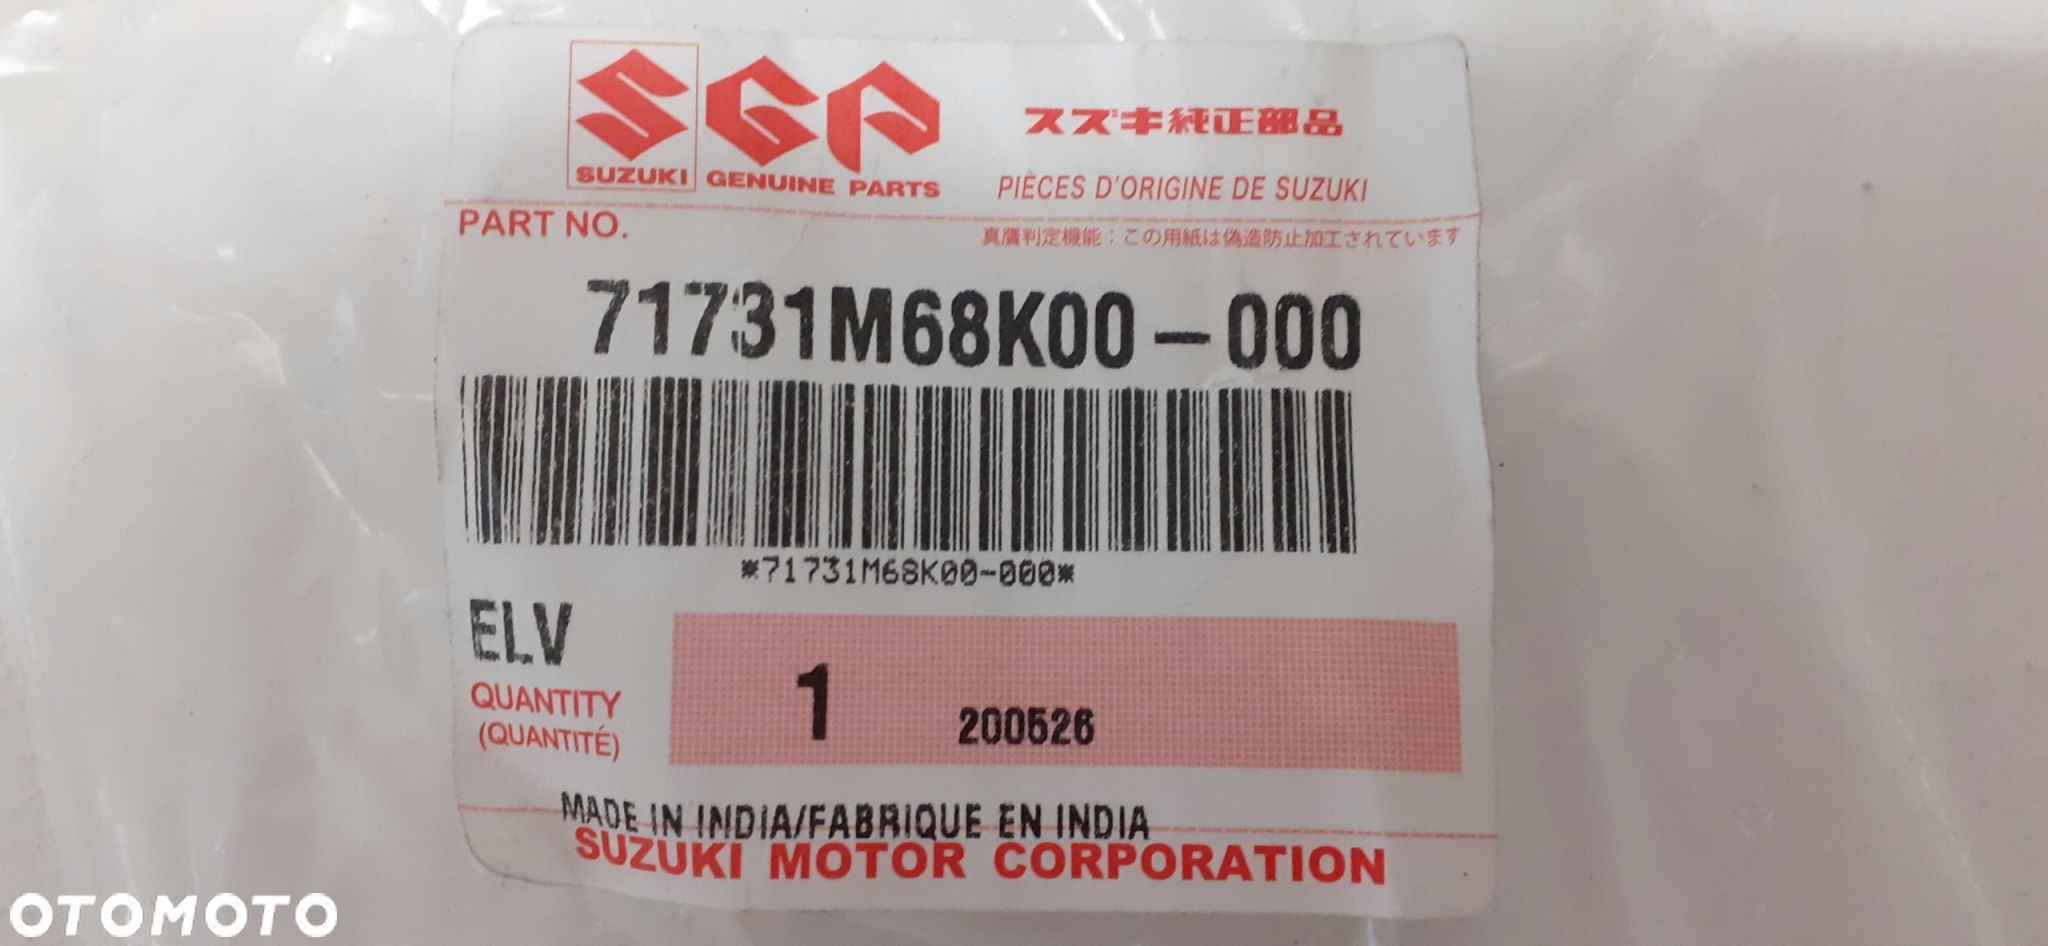 SGP
SUZUKI GENUINE PARTS
スズキ純正部品
PIÈCES D'ORIGINE DE SUZUKI
PART NO.
真贋判定機能：この用紙は偽造防止加工されています
71731M68K00-000
*71731M68K00-000*
ELV
QUANTITY
(QUANTITÉ)
1 200526
MADE IN INDIA/FABRIQUE EN INDIA
SUZUKI MOTOR CORPORATION
OTOMOTO